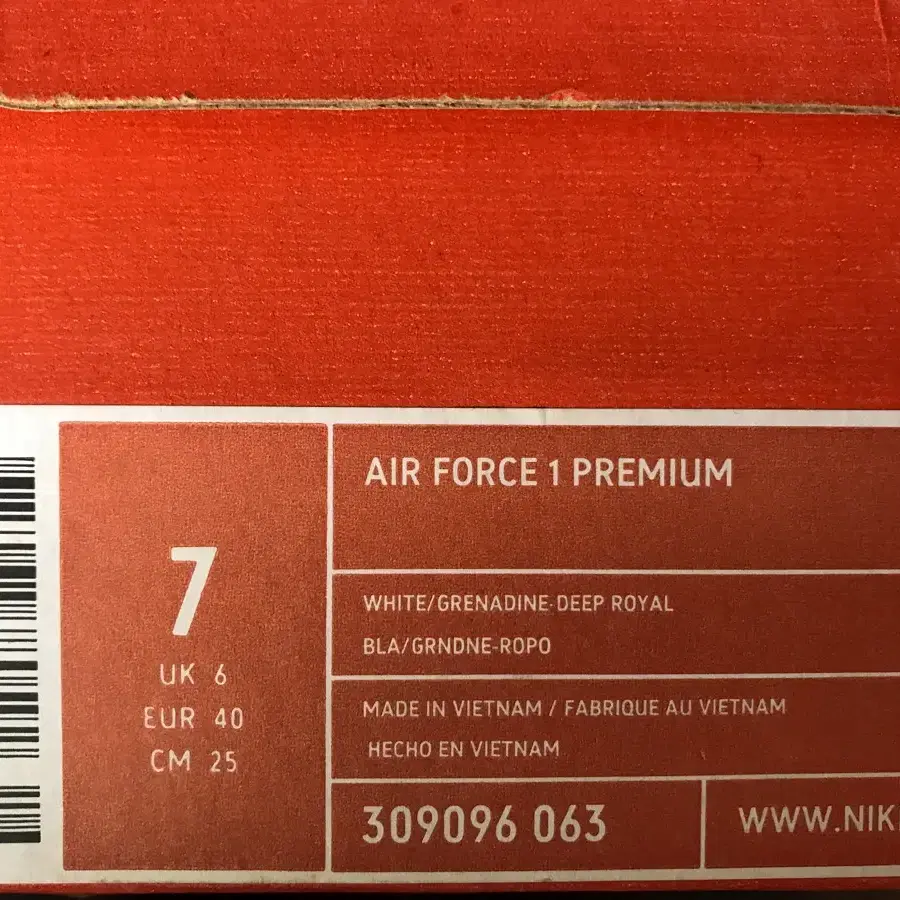 7
UK 6
EUR 40
CM 25
AIR FORCE 1 PREMIUM
WHITE/GRENADINE-DEEP ROYAL
BLA/GRNDNE-ROPO
MADE IN VIETNAM / FABRIQUE AU VIETNAM
HECHO EN VIETNAM
309096 063
WWW.NIK